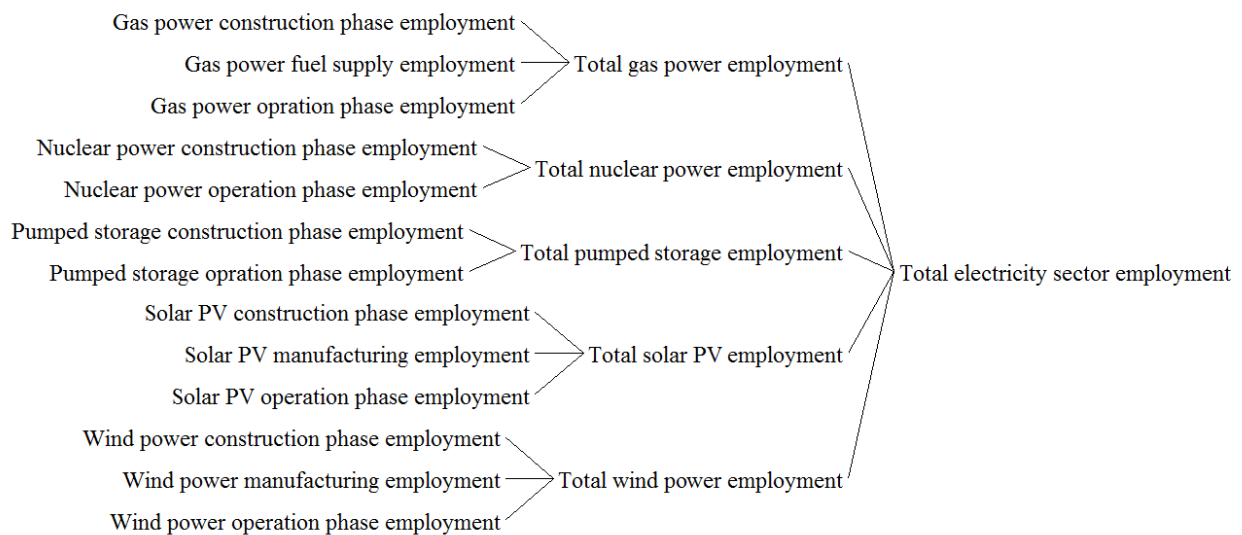 Gas power construction phase employment
Gas power fuel supply employment
Total gas power employment
Gas power opration phase employment
Nuclear power construction phase employment
Total nuclear power employment
Nuclear power operation phase employment
Pumped storage construction phase employment
Total pumped storage employment
Pumped storage opration phase employment
Total electricity sector employment
Solar PV construction phase employment
Solar PV manufacturing employment
Total solar PV employment
Solar PV operation phase employment
Wind power construction phase employment
Wind power manufacturing employment
Total wind power employment
Wind power operation phase employment